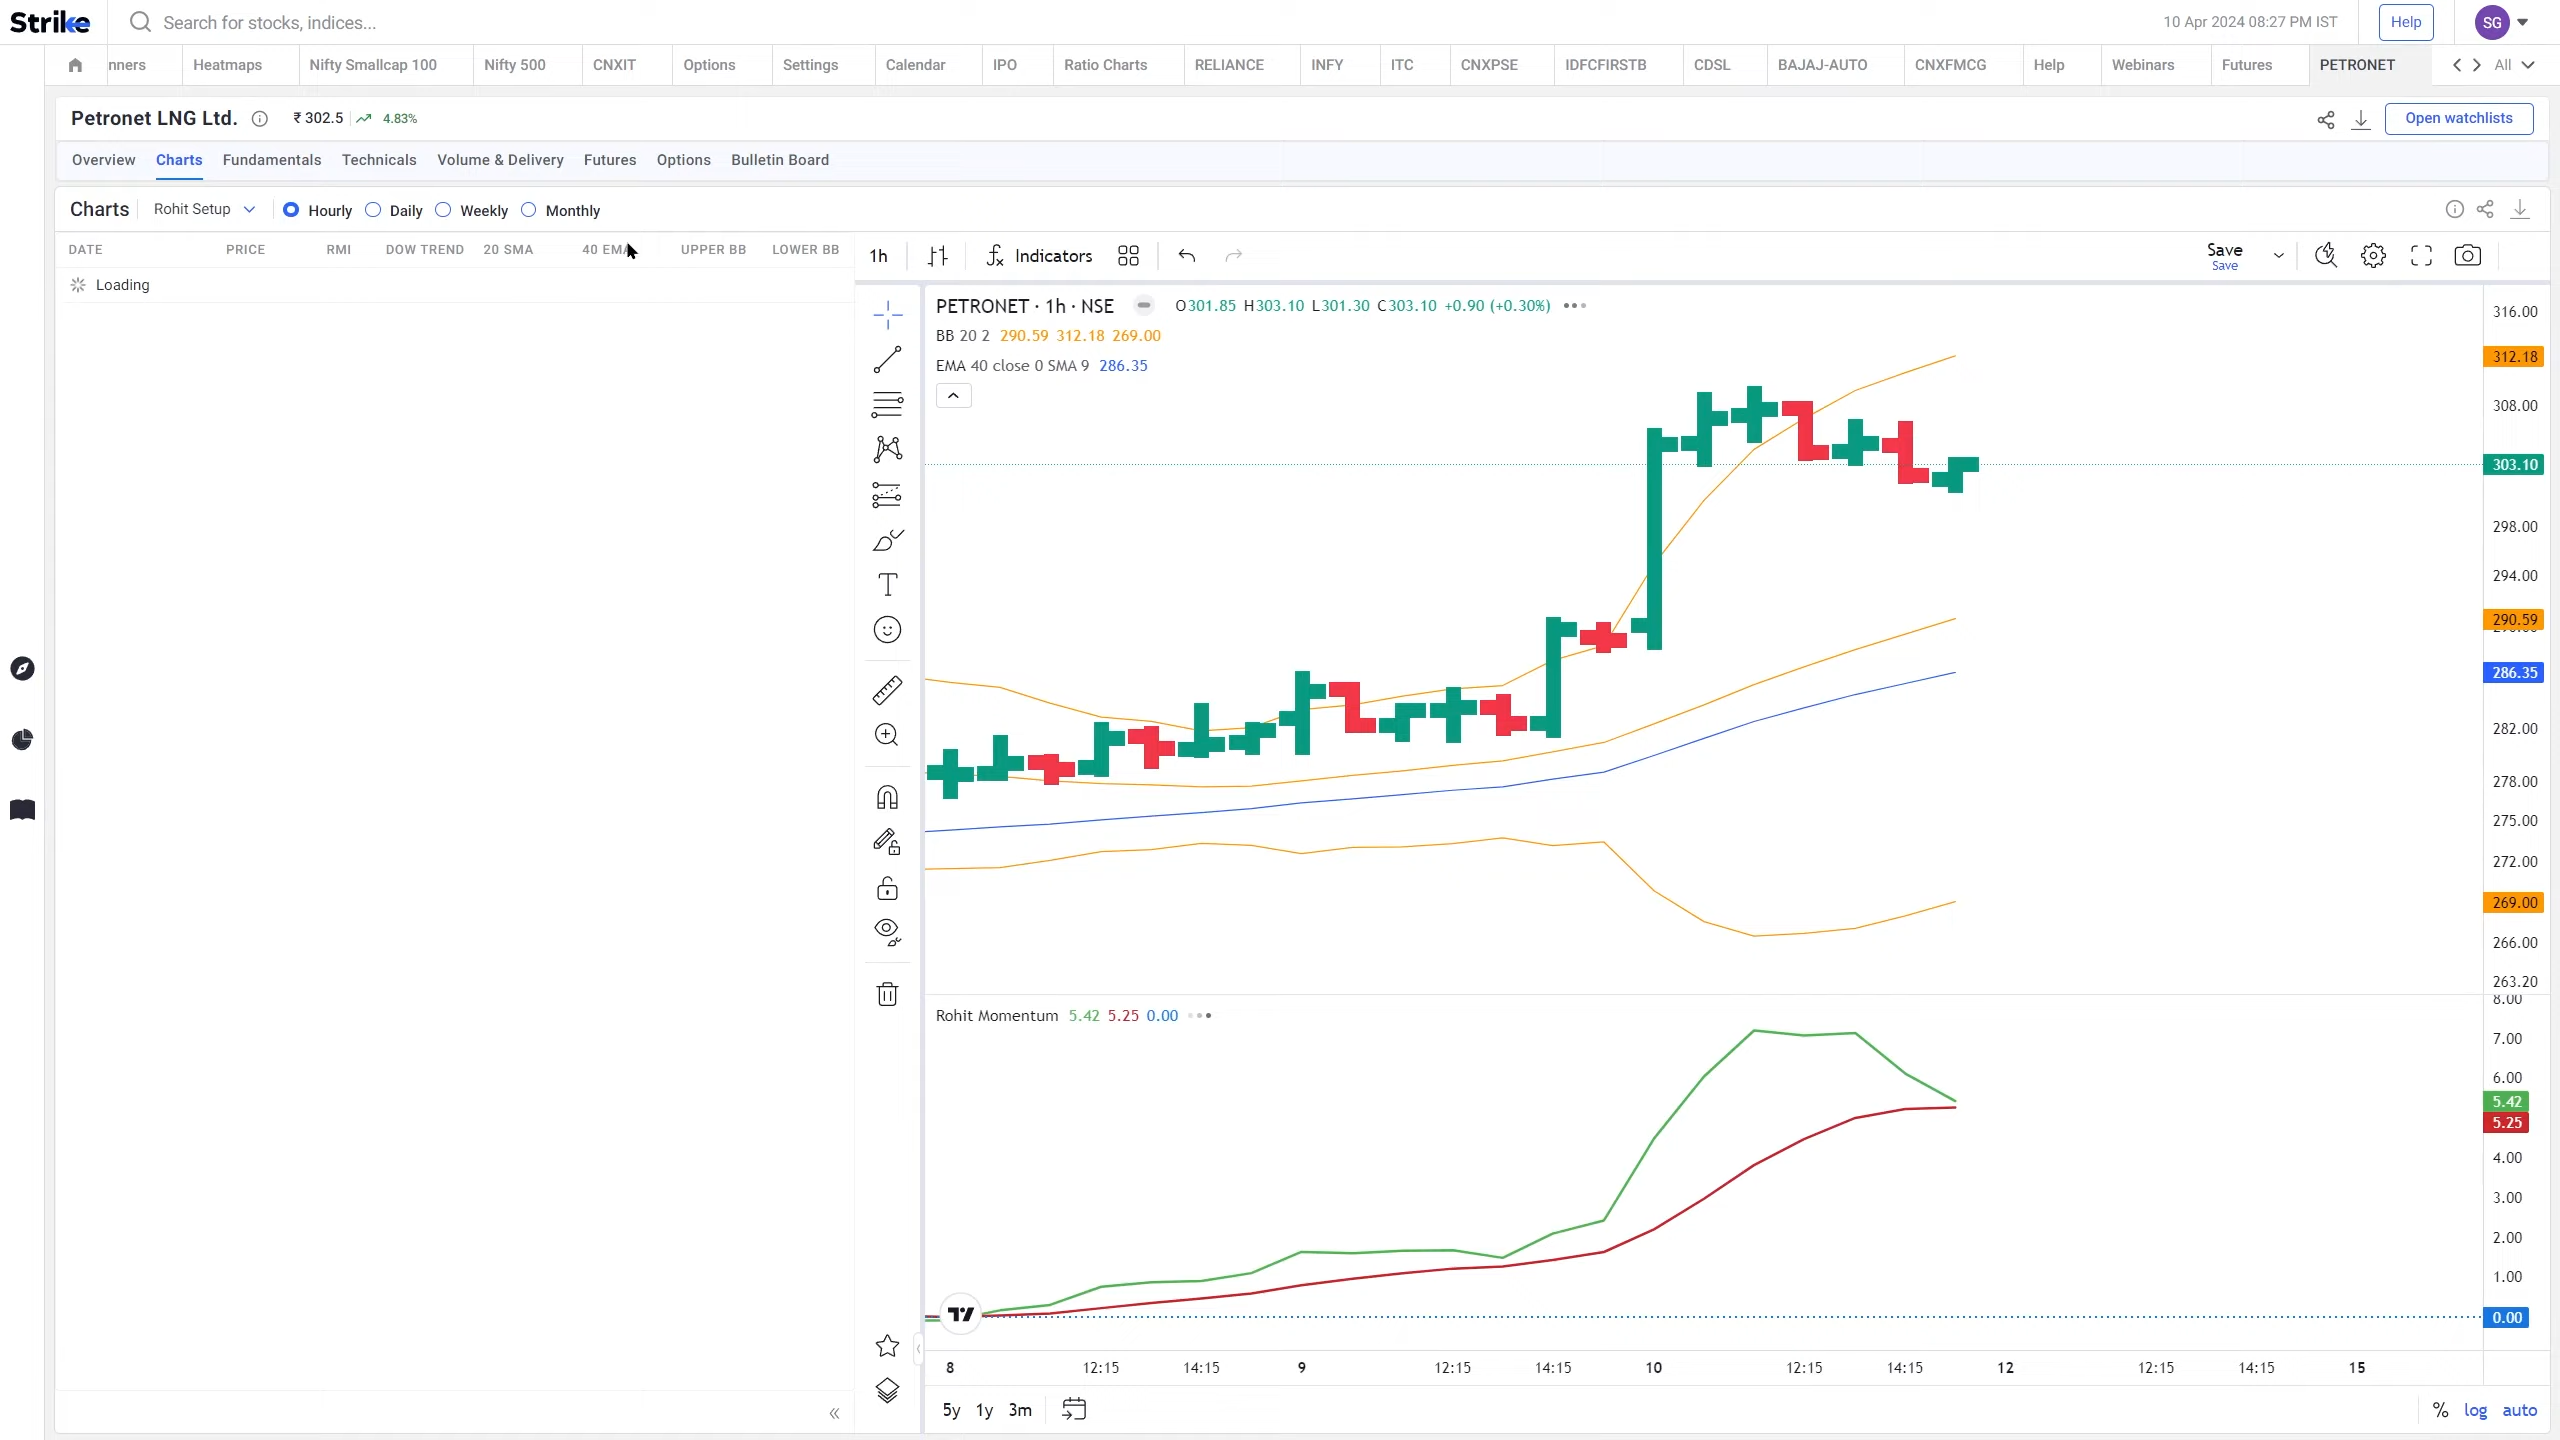 Strike
Search for stocks, indices...
10 Apr 2024 08:27 PM IST
Help
SG
nners Heatmaps Nifty Smallcap 100 Nifty 500 CNXIT Options Settings Calendar IPO Ratio Charts RELIANCE INFY ITC CNXPSE IDFCFIRSTB CDSL BAJAJ-AUTO CNXFMCG Help Webinars Futures PETRONET All
Petronet LNG Ltd. ₹ 302.5 4.83% Open watchlists
Overview Charts Fundamentals Technicals Volume & Delivery Futures Options Bulletin Board
Charts Rohit Setup Hourly Daily Weekly Monthly
DATE PRICE RMI DOW TREND 20 SMA 40 EMA UPPER BB LOWER BB
Loading
1h Indicators Save
Save
PETRONET · 1h · NSE O301.85 H303.10 L301.30 C303.10 +0.90 (+0.30%)
BB 20 2 290.59 312.18 269.00
EMA 40 close 0 SMA 9 286.35
316.00
312.18
308.00
303.10
298.00
294.00
290.59
286.35
282.00
278.00
275.00
272.00
269.00
266.00
263.20
Rohit Momentum 5.42 5.25 0.00
8.00
7.00
6.00
5.42
5.25
4.00
3.00
2.00
1.00
0.00
8 12:15 14:15 9 12:15 14:15 10 12:15 14:15 12 12:15 14:15 15
5y 1y 3m % log auto